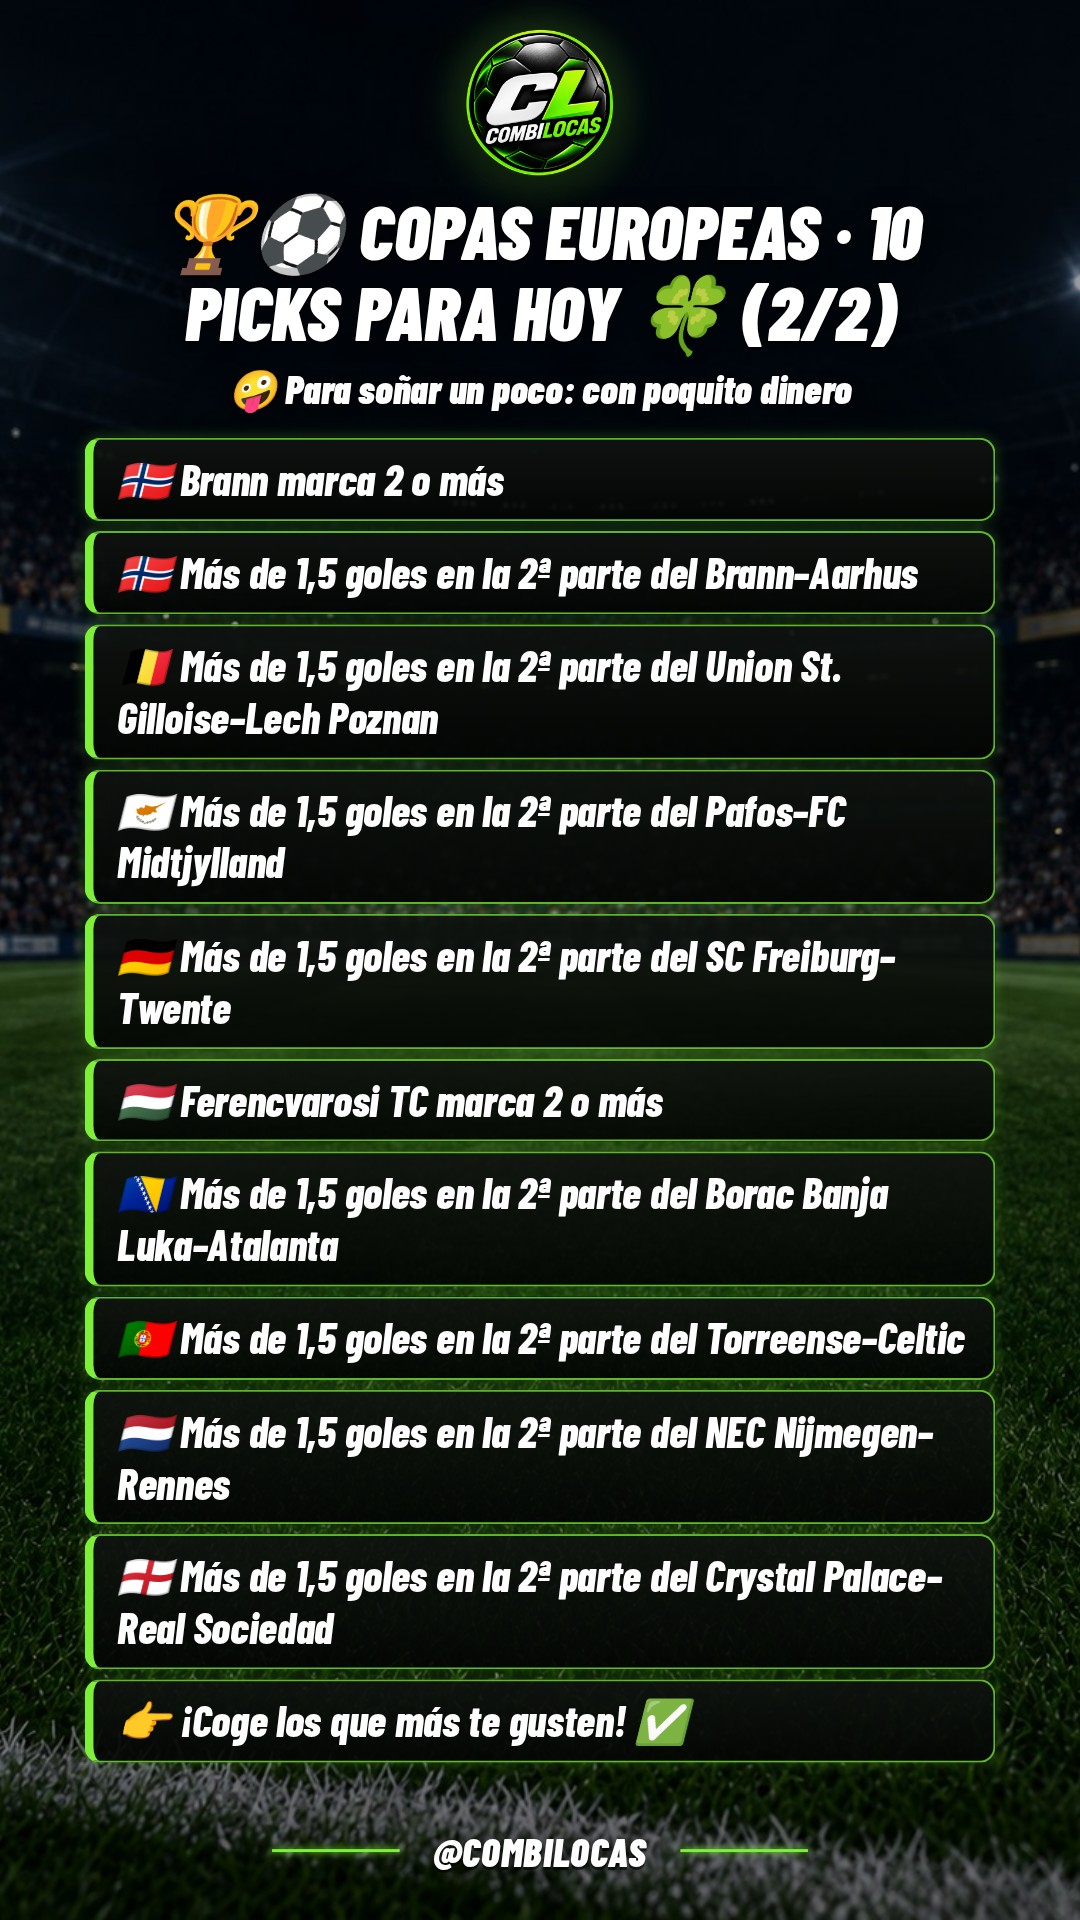 CL
COMBILOCAS
🏆⚽ COPAS EUROPEAS · 10
PICKS PARA HOY 🍀 (2/2)
🤪 Para soñar un poco: con poquito dinero
🇳🇴 Brann marca 2 o más
🇳🇴 Más de 1,5 goles en la 2ª parte del Brann–Aarhus
🇧🇪 Más de 1,5 goles en la 2ª parte del Union St.
Gilloise–Lech Poznan
🇨🇾 Más de 1,5 goles en la 2ª parte del Pafos–FC
Midtjylland
🇩🇪 Más de 1,5 goles en la 2ª parte del SC Freiburg–
Twente
🇭🇺 Ferencvarosi TC marca 2 o más
🇧🇦 Más de 1,5 goles en la 2ª parte del Borac Banja
Luka–Atalanta
🇵🇹 Más de 1,5 goles en la 2ª parte del Torreense–Celtic
🇳🇱 Más de 1,5 goles en la 2ª parte del NEC Nijmegen–
Rennes
🏴󠁧󠁢󠁥󠁮󠁧󠁿 Más de 1,5 goles en la 2ª parte del Crystal Palace–
Real Sociedad
👉 ¡Coge los que más te gusten! ✅
@COMBILOCAS